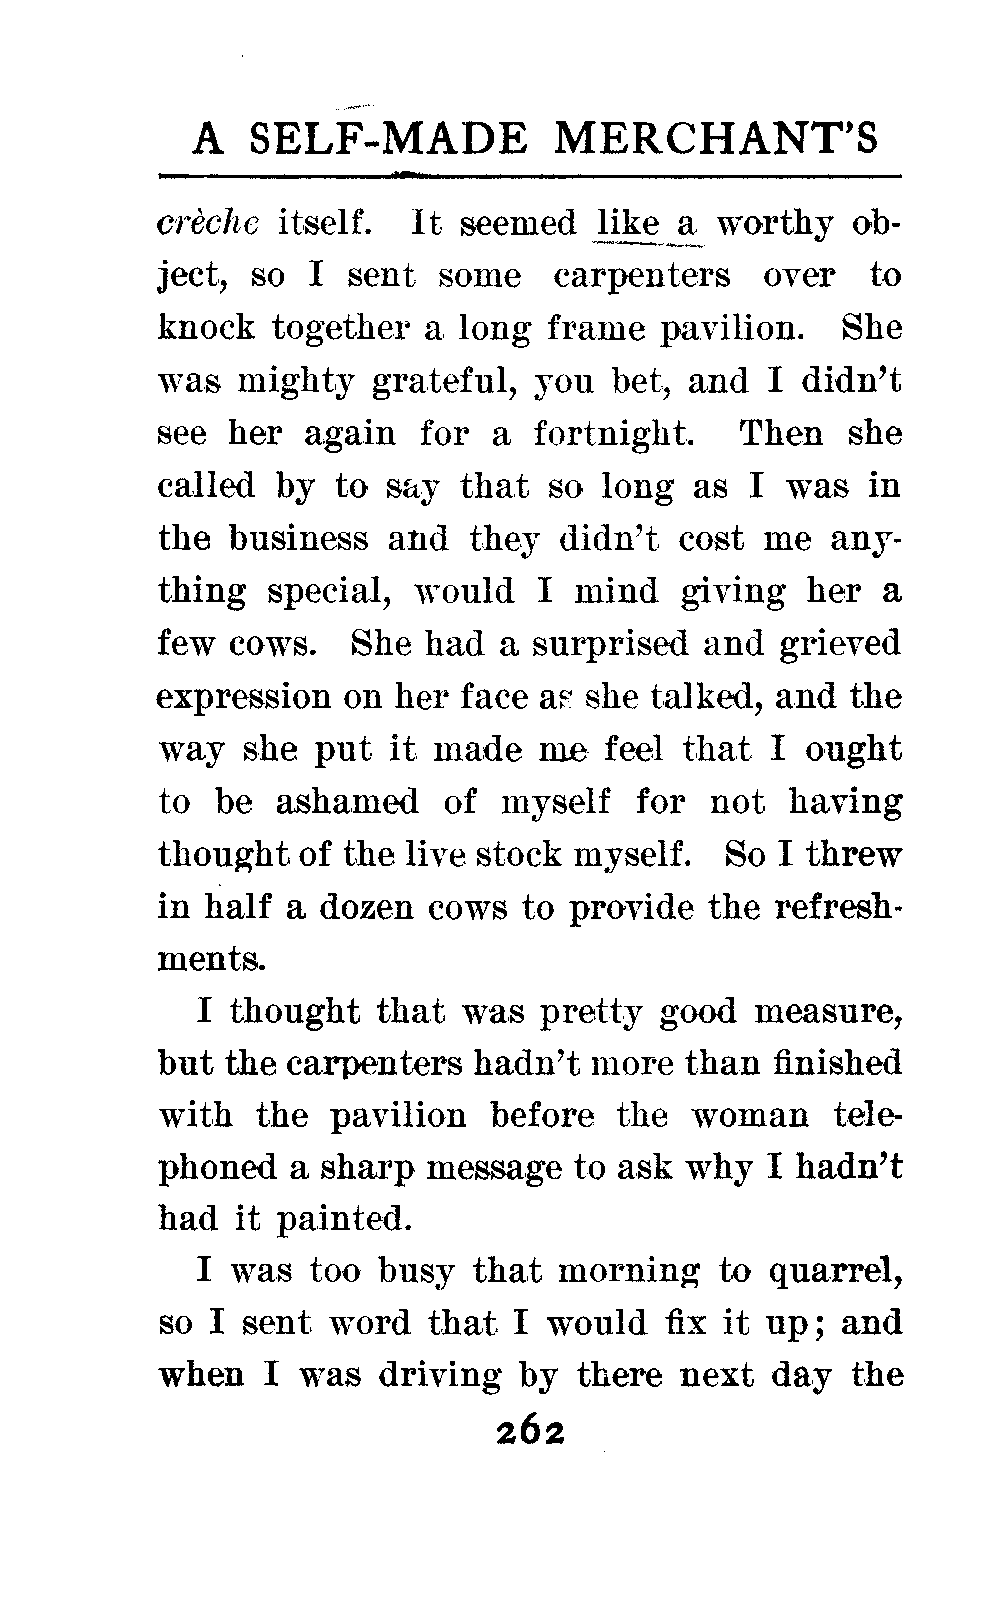 A SELF-MADE MERCHANT'S
crèche itself. It seemed like a worthy ob-
ject, so I sent some carpenters over to
knock together a long frame pavilion. She
was mighty grateful, you bet, and I didn't
see her again for a fortnight. Then she
called by to say that so long as I was in
the business and they didn't cost me any-
thing special, would I mind giving her a
few cows. She had a surprised and grieved
expression on her face as she talked, and the
way she put it made me feel that I ought
to be ashamed of myself for not having
thought of the live stock myself. So I threw
in half a dozen cows to provide the refresh-
ments.
I thought that was pretty good measure,
but the carpenters hadn't more than finished
with the pavilion before the woman tele-
phoned a sharp message to ask why I hadn't
had it painted.
I was too busy that morning to quarrel,
so I sent word that I would fix it up; and
when I was driving by there next day the
262